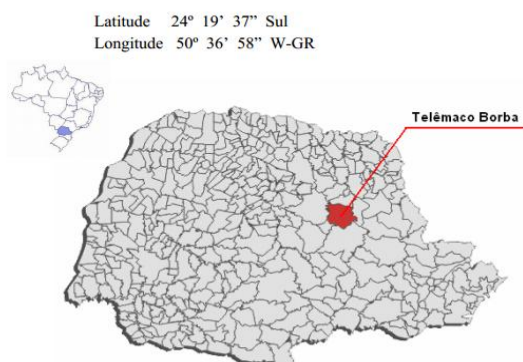 Latitude 24º 19’ 37” Sul
Longitude 50º 36’ 58” W-GR
Telêmaco Borba